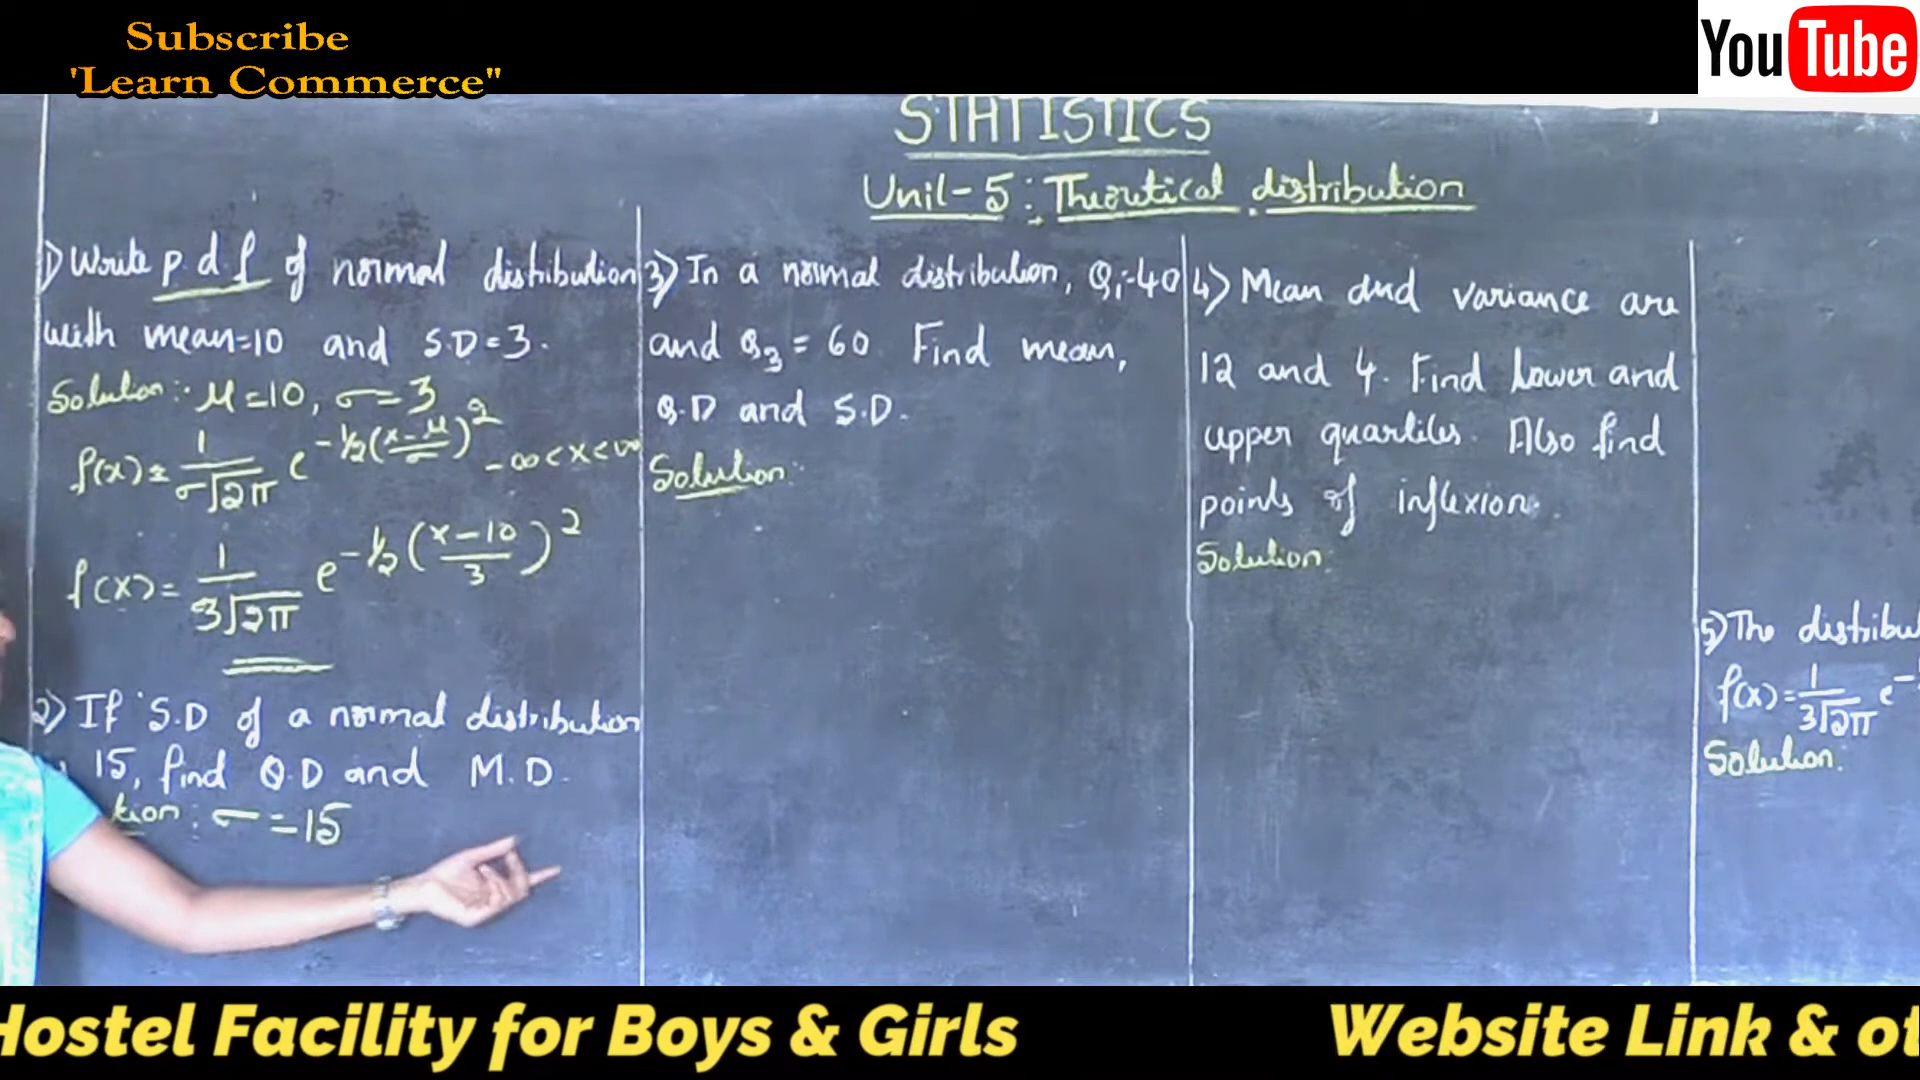 Subscribe
'Learn Commerce"
YouTube
STATISTICS
Unit-5: Theoretical distribution
1) Write p.d.f of normal distribution
with mean=10 and S.D=3.
Solution:- μ=10, σ=3
f(x)= 1/σ√2π e^-1/2(x-μ/σ)^2 -∞<x<∞
f(x)= 1/3√2π e^-1/2(x-10/3)^2
2) If S.D of a normal distribution
15, find Q.D and M.D.
tion: σ=15
3) In a normal distribution, Q1=40
and Q3=60. Find mean,
Q.D and S.D.
Solution:
4) Mean and variance are
12 and 4. Find Lower and
upper quartiles. Also find
points of inflexion.
Solution:
5) The distribu
f(x)= 1/3√2π e^-
Solution:
Hostel Facility for Boys & Girls
Website Link & ot